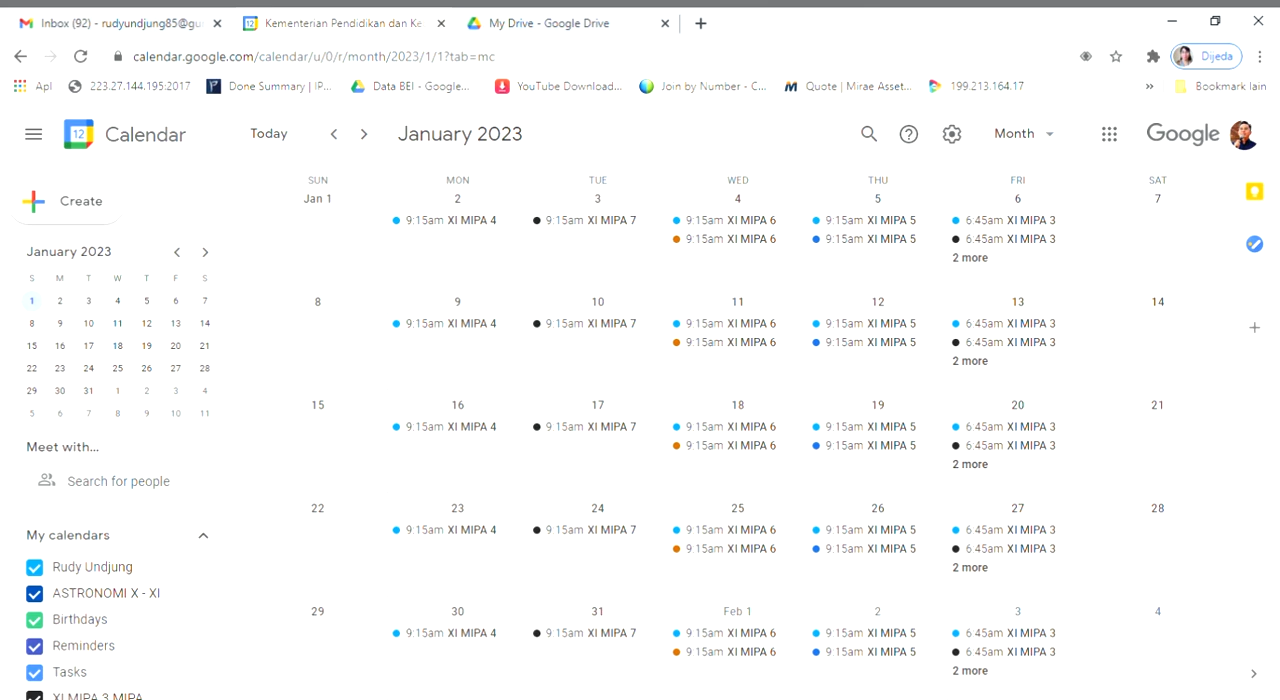 Inbox (92) - rudyundjung85@gu
Kementerian Pendidikan dan Ke
My Drive - Google Drive
calendar.google.com/calendar/u/0/r/month/2023/1/1?tab=mc
Dijeda
Apl
223.27.144.195:2017
Done Summary | IP...
Data BEI - Google...
YouTube Download...
Join by Number - C...
Quote | Mirae Asset...
199.213.164.17
»
Bookmark lain
12
Calendar
Today
January 2023
Month
Google
Create
January 2023
S M T W T F S
1 2 3 4 5 6 7
8 9 10 11 12 13 14
15 16 17 18 19 20 21
22 23 24 25 26 27 28
29 30 31 1 2 3 4
5 6 7 8 9 10 11
Meet with...
Search for people
My calendars
Rudy Undjung
ASTRONOMI X - XI
Birthdays
Reminders
Tasks
XI MIPA 3 MIPA
SUN MON TUE WED THU FRI SAT
Jan 1 2 3 4 5 6 7
9:15am XI MIPA 4 9:15am XI MIPA 7 9:15am XI MIPA 6 9:15am XI MIPA 5 6:45am XI MIPA 3
9:15am XI MIPA 6 9:15am XI MIPA 5 6:45am XI MIPA 3
2 more
8 9 10 11 12 13 14
9:15am XI MIPA 4 9:15am XI MIPA 7 9:15am XI MIPA 6 9:15am XI MIPA 5 6:45am XI MIPA 3
9:15am XI MIPA 6 9:15am XI MIPA 5 6:45am XI MIPA 3
2 more
15 16 17 18 19 20 21
9:15am XI MIPA 4 9:15am XI MIPA 7 9:15am XI MIPA 6 9:15am XI MIPA 5 6:45am XI MIPA 3
9:15am XI MIPA 6 9:15am XI MIPA 5 6:45am XI MIPA 3
2 more
22 23 24 25 26 27 28
9:15am XI MIPA 4 9:15am XI MIPA 7 9:15am XI MIPA 6 9:15am XI MIPA 5 6:45am XI MIPA 3
9:15am XI MIPA 6 9:15am XI MIPA 5 6:45am XI MIPA 3
2 more
29 30 31 Feb 1 2 3 4
9:15am XI MIPA 4 9:15am XI MIPA 7 9:15am XI MIPA 6 9:15am XI MIPA 5 6:45am XI MIPA 3
9:15am XI MIPA 6 9:15am XI MIPA 5 6:45am XI MIPA 3
2 more